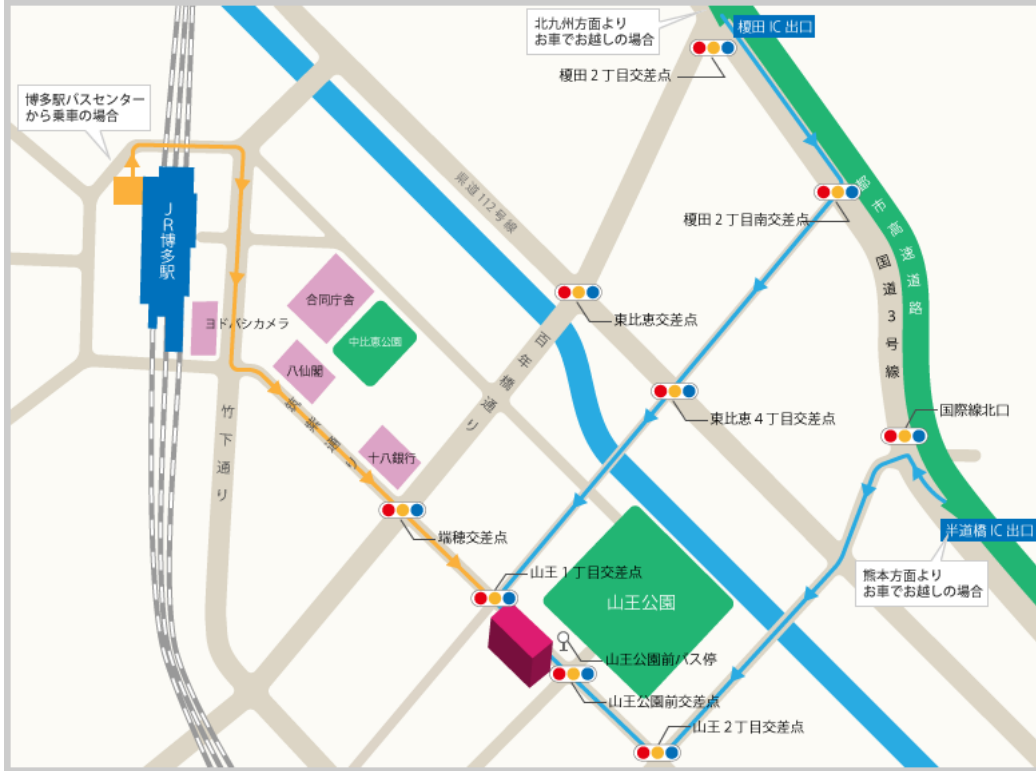 北九州方面より
お車でお越しの場合
榎田 IC 出口
榎田２丁目交差点
博多駅バスセンター
から乗車の場合
県道112号線
都市高速道路
榎田２丁目南交差点
JR博多駅
国道３号線
合同庁舎
東比恵交差点
ヨドバシカメラ
中比恵公園
百年橋通り
八仙閣
筑紫通り
東比恵４丁目交差点
国際線北口
竹下通り
十八銀行
半道橋 IC 出口
端穂交差点
熊本方面より
お車でお越しの場合
山王１丁目交差点
山王公園
山王公園前バス停
山王公園前交差点
山王２丁目交差点